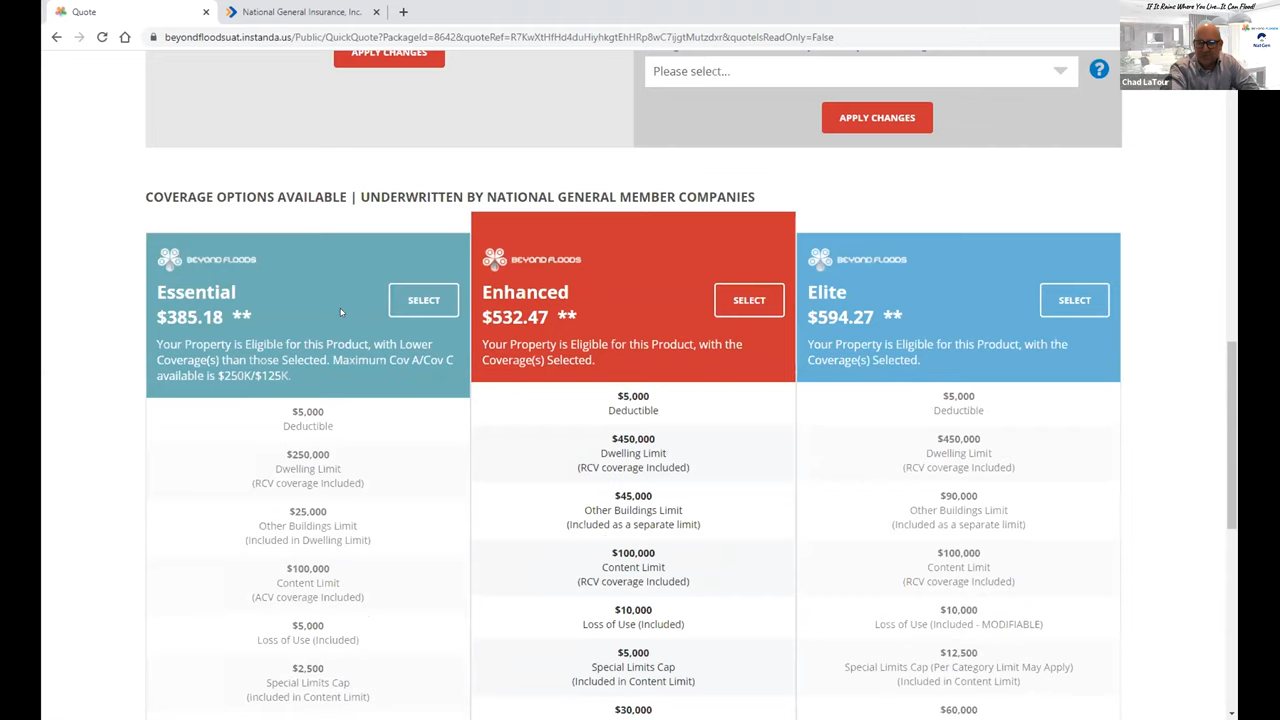 Quote
National General Insurance, Inc.
beyondfloodsuat.instanda.us/Public/QuickQuote?PackageId=8642&quoteRef=R7KwXtHfHd4duHiyhkgtEhHRp8wC7ijgtMutzdxr&quoteIsReadOnly=False
If It Rains Where You Live...It Can Flood!
NatGen
Chad LaTour
APPLY CHANGES
Please select...
?
APPLY CHANGES
COVERAGE OPTIONS AVAILABLE | UNDERWRITTEN BY NATIONAL GENERAL MEMBER COMPANIES
BEYOND FLOODS
Essential
$385.18 **
SELECT
Your Property is Eligible for this Product, with Lower
Coverage(s) than those Selected. Maximum Cov A/Cov C
available is $250K/$125K.
$5,000
Deductible
$250,000
Dwelling Limit
(RCV coverage Included)
$25,000
Other Buildings Limit
(Included in Dwelling Limit)
$100,000
Content Limit
(ACV coverage Included)
$5,000
Loss of Use (Included)
$2,500
Special Limits Cap
(included in Content Limit)
BEYOND FLOODS
Enhanced
$532.47 **
SELECT
Your Property is Eligible for this Product, with the
Coverage(s) Selected.
$5,000
Deductible
$450,000
Dwelling Limit
(RCV coverage Included)
$45,000
Other Buildings Limit
(Included as a separate limit)
$100,000
Content Limit
(RCV coverage Included)
$10,000
Loss of Use (Included)
$5,000
Special Limits Cap
(Included in Content Limit)
$30,000
BEYOND FLOODS
Elite
$594.27 **
SELECT
Your Property is Eligible for this Product, with the
Coverage(s) Selected.
$5,000
Deductible
$450,000
Dwelling Limit
(RCV coverage Included)
$90,000
Other Buildings Limit
(Included as a separate limit)
$100,000
Content Limit
(RCV coverage Included)
$10,000
Loss of Use (Included - MODIFIABLE)
$12,500
Special Limits Cap (Per Category Limit May Apply)
(Included in Content Limit)
$60,000